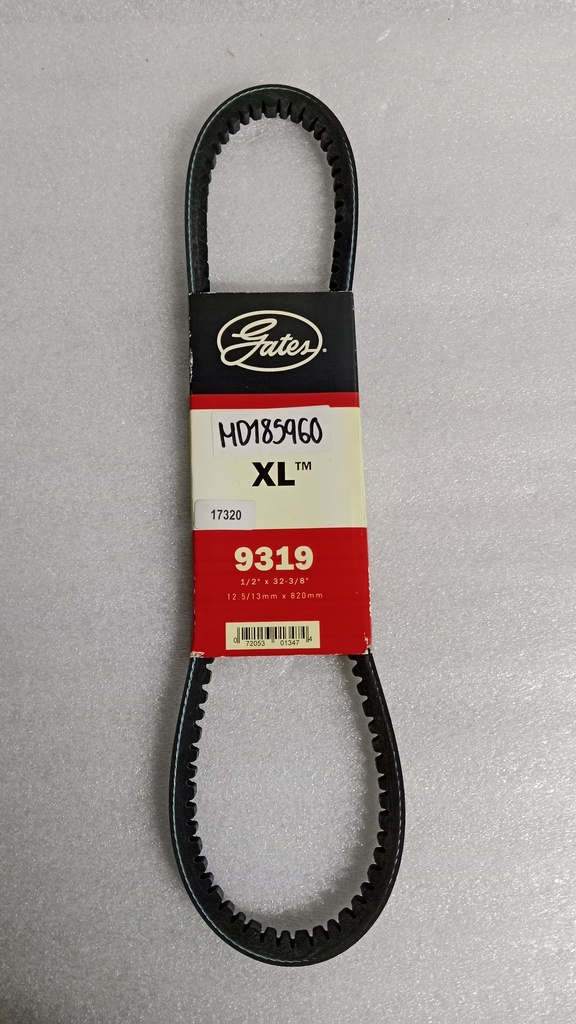 Gates®
MD185960
XL™
17320
9319
1/2" x 32-3/8"
12.5/13mm x 820mm
0 72053 01347 4